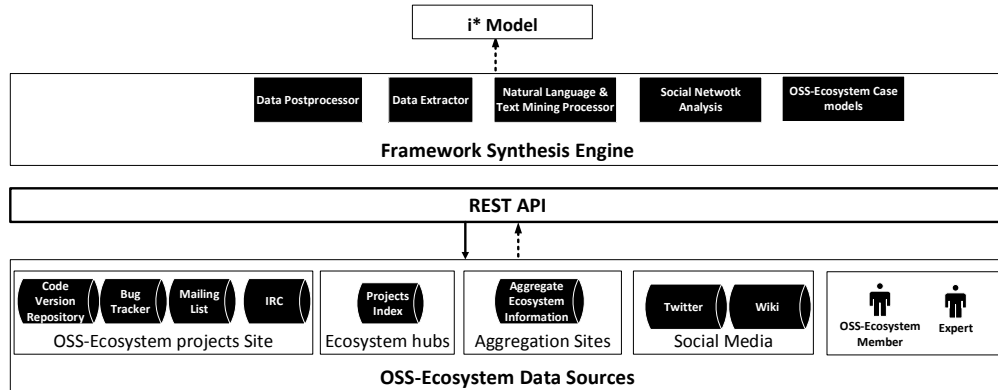 i* Model
Data Postprocessor
Data Extractor
Natural Language &
Text Mining Processor
Social Netwotk
Analysis
OSS-Ecosystem Case
models
Framework Synthesis Engine
REST API
Code
Version
Repository
Bug
Tracker
Mailing
List
IRC
OSS-Ecosystem projects Site
Projects
Index
Ecosystem hubs
Aggregate
Ecosystem
Information
Aggregation Sites
Twitter
Wiki
Social Media
OSS-Ecosystem
Member
Expert
OSS-Ecosystem Data Sources